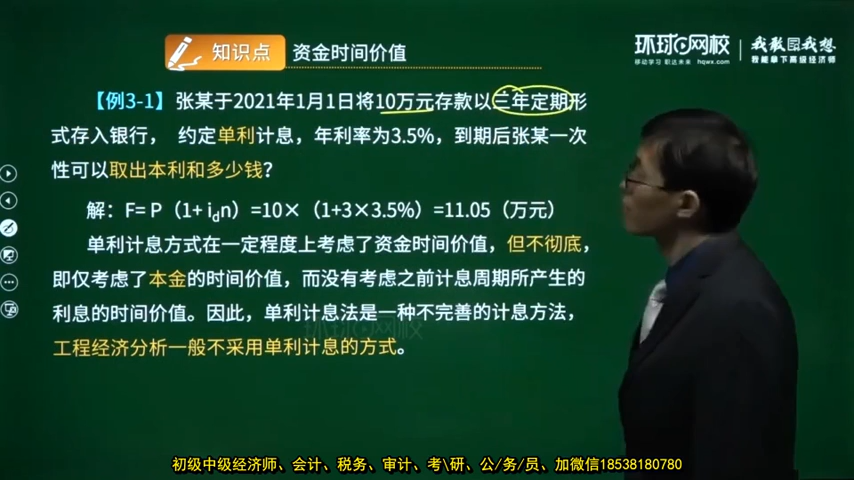 知识点 资金时间价值
环球网校
移动学习 职达未来 hqwx.com
我敢 我想
我能拿下高级经济师
【例3-1】张某于2021年1月1日将10万元存款以三年定期形
式存入银行， 约定单利计息，年利率为3.5%，到期后张某一次
性可以取出本利和多少钱？
解：F= P（1+ idn）=10×（1+3×3.5%）=11.05（万元）
单利计息方式在一定程度上考虑了资金时间价值，但不彻底，
即仅考虑了本金的时间价值，而没有考虑之前计息周期所产生的
利息的时间价值。因此，单利计息法是一种不完善的计息方法，
环球网校
工程经济分析一般不采用单利计息的方式。
初级中级经济师、会计、税务、审计、考\研、公/务/员、加微信18538180780